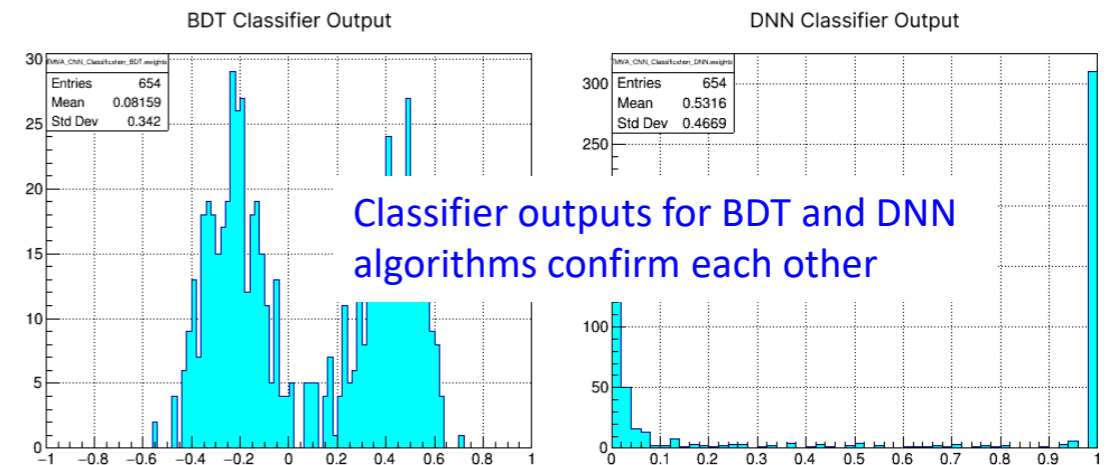 BDT Classifier Output
DNN Classifier Output
TMVA_CNN_Classification_BDT.weights
Entries 654
Mean 0.08159
Std Dev 0.342
30
25
20
15
10
5
0
−1 −0.8 −0.6 −0.4 −0.2 0 0.2 0.4 0.6 0.8 1
TMVA_CNN_Classification_DNN.weights
Entries 654
Mean 0.5316
Std Dev 0.4669
300
250
100
50
0
0 0.1 0.2 0.3 0.4 0.5 0.6 0.7 0.8 0.9 1
Classifier outputs for BDT and DNN
algorithms confirm each other